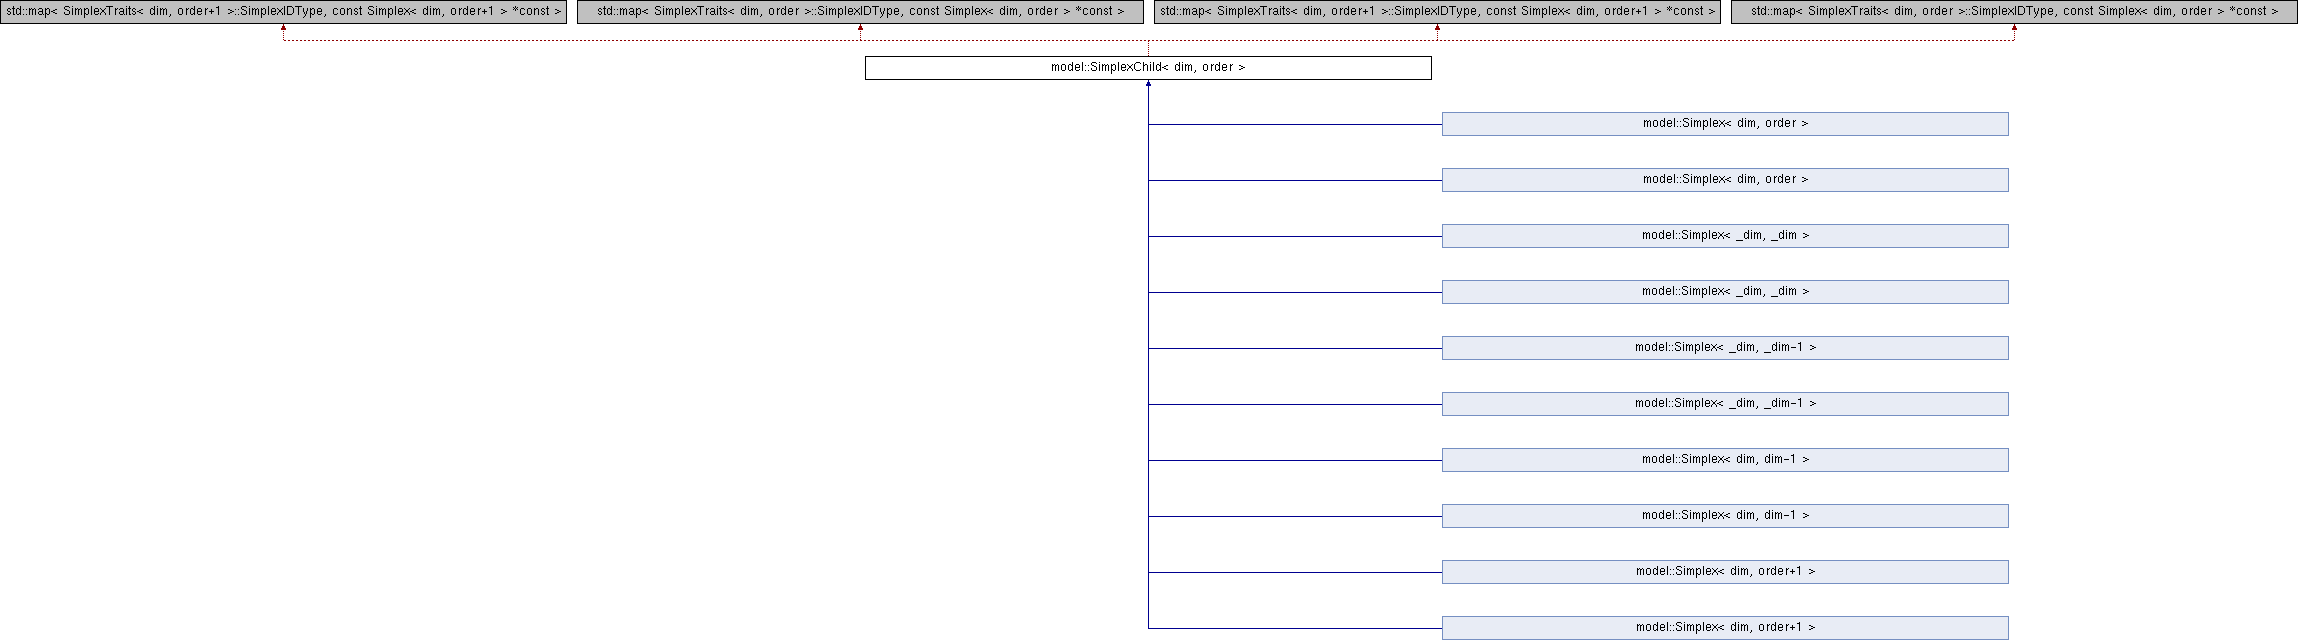 std::map< SimplexTraits< dim, order+1 >::SimplexIDType, const Simplex< dim, order+1 > *const >
std::map< SimplexTraits< dim, order >::SimplexIDType, const Simplex< dim, order > *const >
std::map< SimplexTraits< dim, order+1 >::SimplexIDType, const Simplex< dim, order+1 > *const >
std::map< SimplexTraits< dim, order >::SimplexIDType, const Simplex< dim, order > *const >
model::SimplexChild< dim, order >
model::Simplex< dim, order >
model::Simplex< dim, order >
model::Simplex< _dim, _dim >
model::Simplex< _dim, _dim >
model::Simplex< _dim, _dim-1 >
model::Simplex< _dim, _dim-1 >
model::Simplex< dim, dim-1 >
model::Simplex< dim, dim-1 >
model::Simplex< dim, order+1 >
model::Simplex< dim, order+1 >